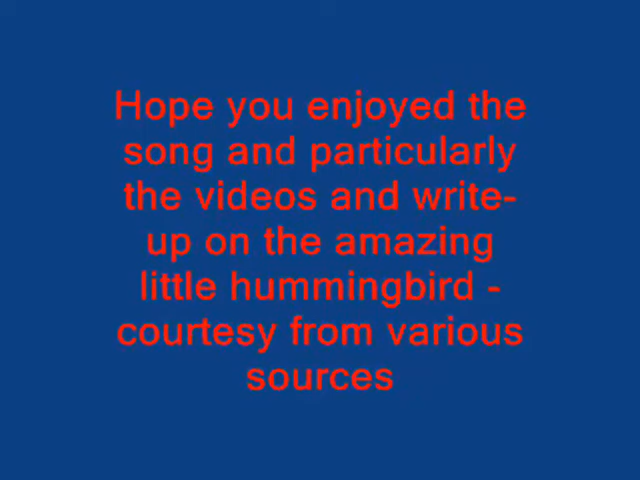 Hope you enjoyed the
song and particularly
the videos and write-
up on the amazing
little hummingbird -
courtesy from various
sources